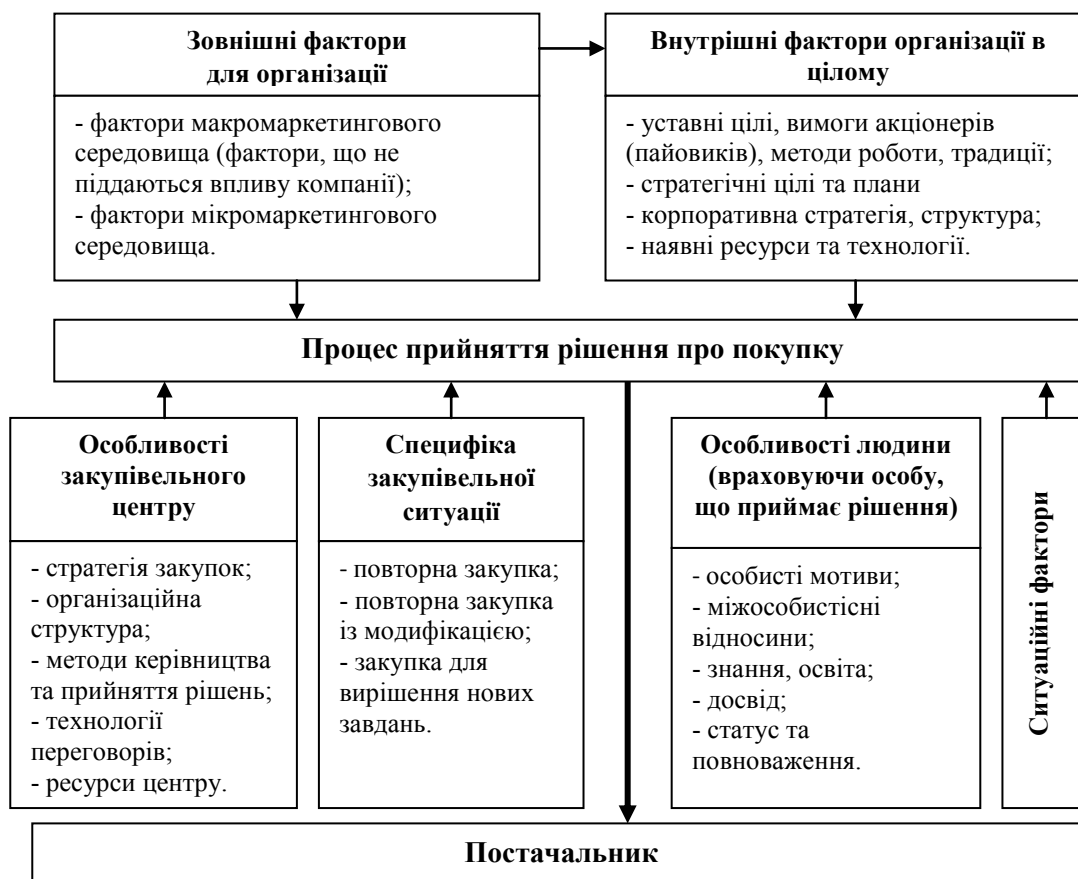 Зовнішні фактори
для організації
- фактори макромаркетингового
середовища (фактори, що не
піддаються впливу компанії);
- фактори мікромаркетингового
середовища.
Внутрішні фактори організації в
цілому
- уставні цілі, вимоги акціонерів
(пайовиків), методи роботи, традиції;
- стратегічні цілі та плани
- корпоративна стратегія, структура;
- наявні ресурси та технології.
Процес прийняття рішення про покупку
Особливості
закупівельного
центру
- стратегія закупок;
- організаційна
структура;
- методи керівництва
та прийняття рішень;
- технології
переговорів;
- ресурси центру.
Специфіка
закупівельної
ситуації
- повторна закупка;
- повторна закупка
із модифікацією;
- закупка для
вирішення нових
завдань.
Особливості людини
(враховуючи особу,
що приймає рішення)
- особисті мотиви;
- міжособистісні
відносини;
- знання, освіта;
- досвід;
- статус та
повноваження.
Ситуаційні фактори
Постачальник